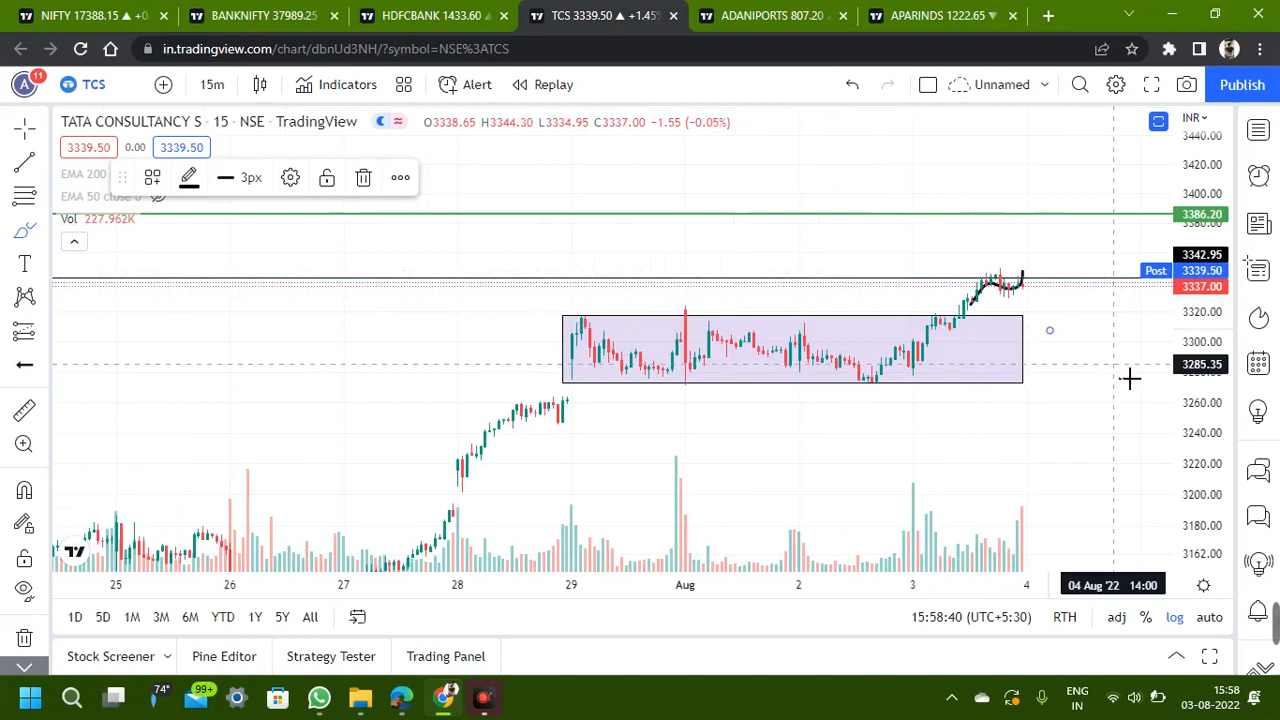 NIFTY 17388.15 ▲ +0.
BANKNIFTY 37989.25
HDFCBANK 1433.60 ▲
TCS 3339.50 ▲ +1.45%
ADANIPORTS 807.20
APARINDS 1222.65 ▼
in.tradingview.com/chart/dbnUd3NH/?symbol=NSE%3ATCS
A 11 TCS 15m Indicators Alert Replay Unnamed Publish
TATA CONSULTANCY S · 15 · NSE · TradingView O3338.65 H3344.30 L3334.95 C3337.00 −1.55 (−0.05%) INR
3339.50 0.00 3339.50
EMA 200
3px
EMA 50 close 0
Vol 227.962K
3440.00
3420.00
3400.00
3386.20
3380.00
3342.95
Post 3339.50
3337.00
3320.00
3300.00
3285.35
3260.00
3240.00
3220.00
3200.00
3180.00
3162.00
25 26 27 28 29 Aug 2 3 4 04 Aug '22 14:00
1D 5D 1M 3M 6M YTD 1Y 5Y All 15:58:40 (UTC+5:30) RTH adj % log auto
Stock Screener Pine Editor Strategy Tester Trading Panel
74° 99+ ENG IN 15:58 03-08-2022